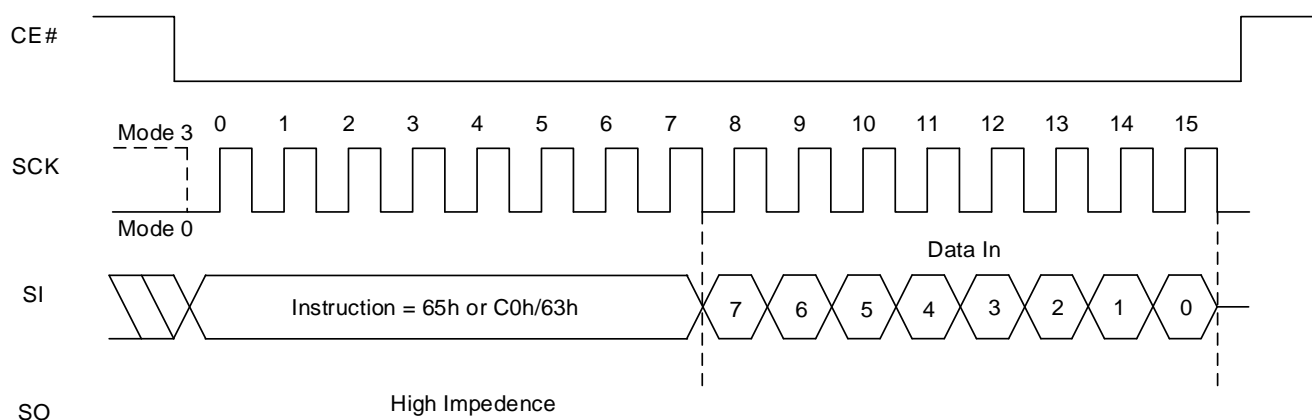 CE#
0 1 2 3 4 5 6 7 8 9 10 11 12 13 14 15
Mode 3
SCK
Mode 0
Data In
SI
Instruction = 65h or C0h/63h
7 6 5 4 3 2 1 0
High Impedence
SO